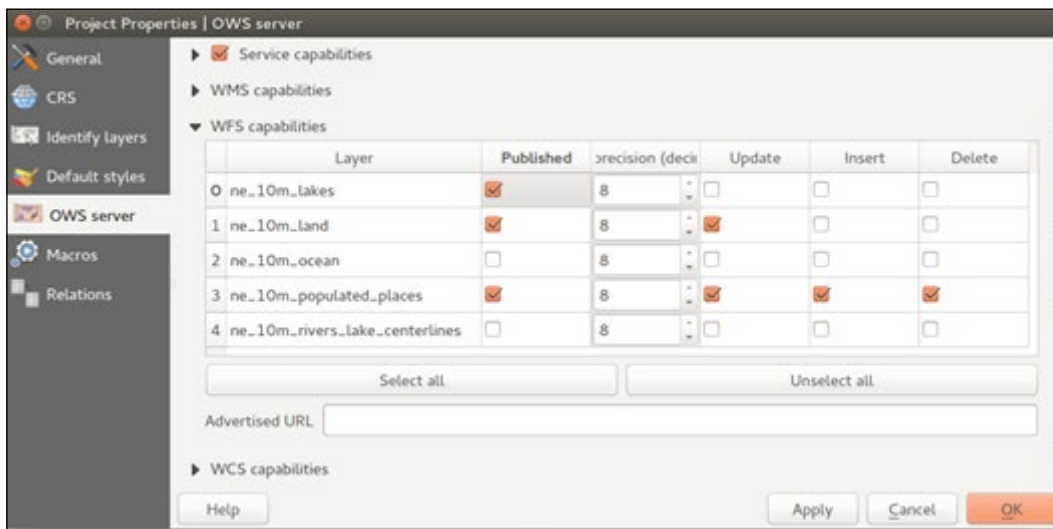 Project Properties | OWS server
General
CRS
Identify layers
Default styles
OWS server
Macros
Relations
Service capabilities
WMS capabilities
WFS capabilities
Layer Published precision (decim Update Insert Delete
0 ne_10m_lakes 8
1 ne_10m_land 8
2 ne_10m_ocean 8
3 ne_10m_populated_places 8
4 ne_10m_rivers_lake_centerlines 8
Select all Unselect all
Advertised URL
WCS capabilities
Help Apply Cancel OK